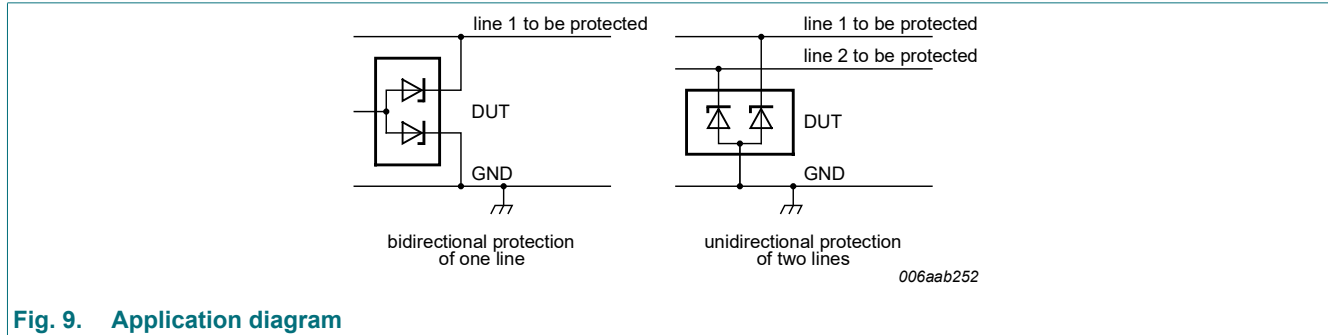 line 1 to be protected
DUT
GND
bidirectional protection
of one line
line 1 to be protected
line 2 to be protected
DUT
GND
unidirectional protection
of two lines
006aab252
Fig. 9. Application diagram